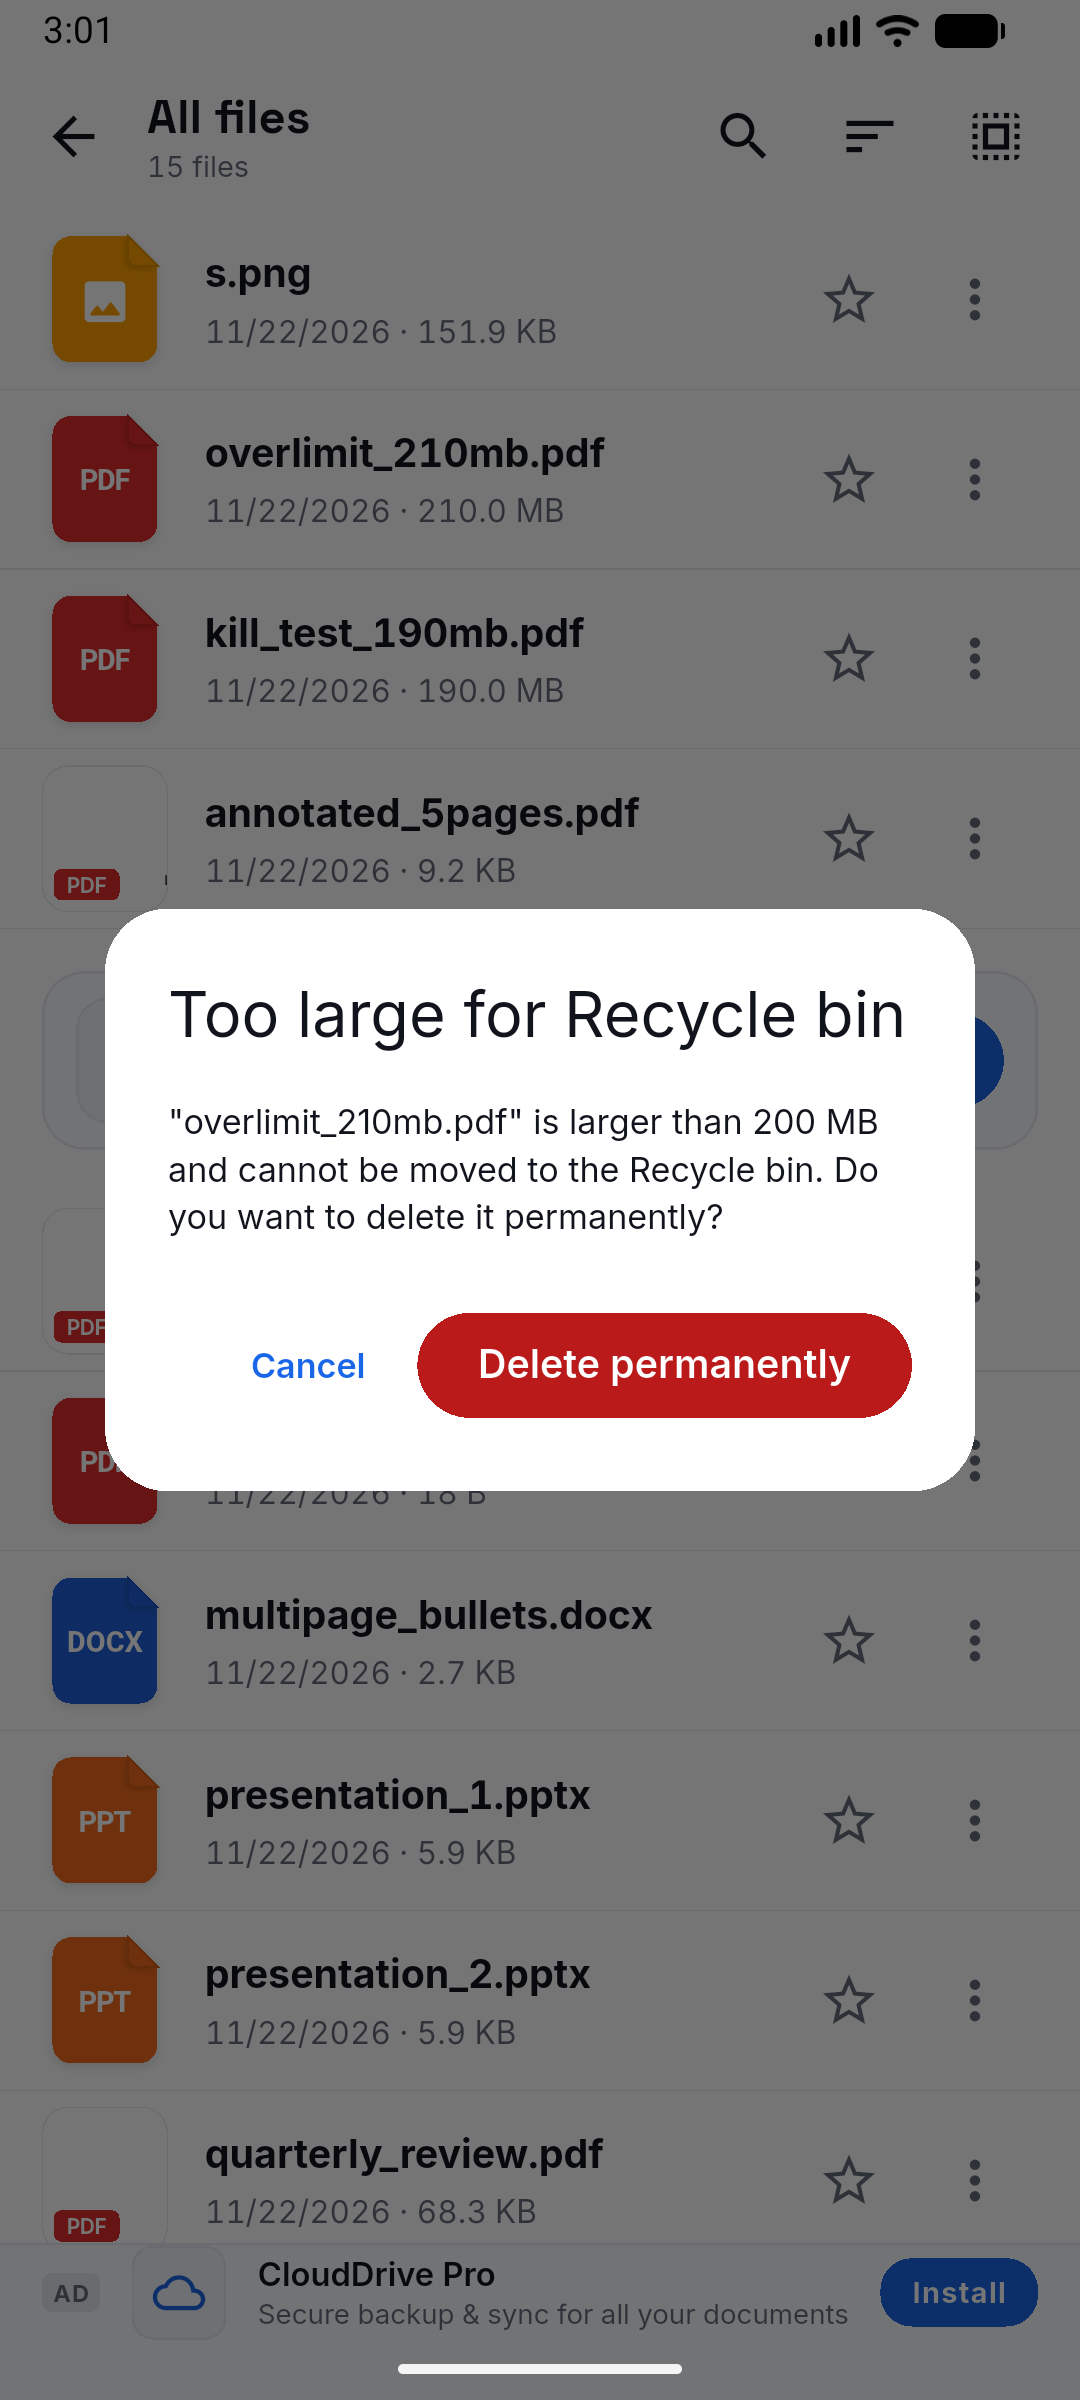 3:01
All files
15 files
s.png
11/22/2026 · 151.9 KB
PDF
overlimit_210mb.pdf
11/22/2026 · 210.0 MB
PDF
kill_test_190mb.pdf
11/22/2026 · 190.0 MB
PDF
annotated_5pages.pdf
11/22/2026 · 9.2 KB
Too large for Recycle bin
"overlimit_210mb.pdf" is larger than 200 MB
and cannot be moved to the Recycle bin. Do
you want to delete it permanently?
PDF
Cancel
Delete permanently
PDF
11/22/2026 · 18 B
DOCX
multipage_bullets.docx
11/22/2026 · 2.7 KB
PPT
presentation_1.pptx
11/22/2026 · 5.9 KB
PPT
presentation_2.pptx
11/22/2026 · 5.9 KB
PDF
quarterly_review.pdf
11/22/2026 · 68.3 KB
AD
CloudDrive Pro
Secure backup & sync for all your documents
Install